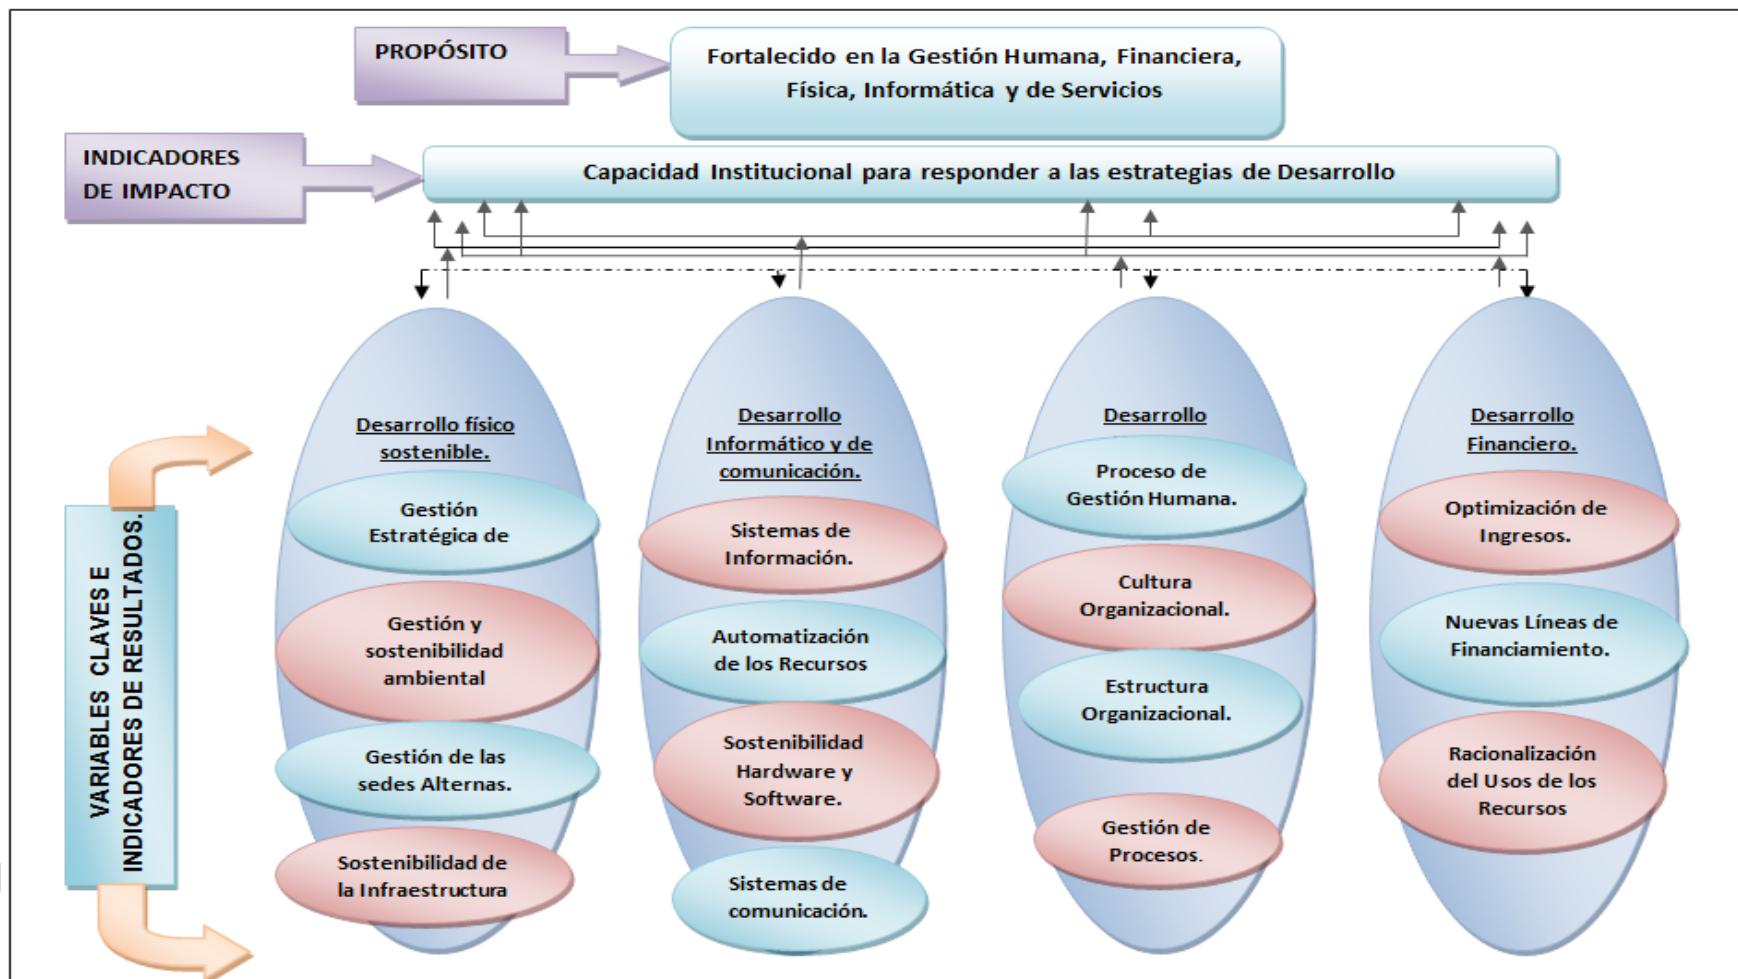 PROPÓSITO
Fortalecido en la Gestión Humana, Financiera,
Física, Informática y de Servicios
INDICADORES
DE IMPACTO
Capacidad Institucional para responder a las estrategias de Desarrollo
VARIABLES CLAVES E
INDICADORES DE RESULTADOS.
Desarrollo físico
sostenible.
Gestión
Estratégica de
Gestión y
sostenibilidad
ambiental
Gestión de las
sedes Alternas.
Sostenibilidad de
la Infraestructura
Desarrollo
Informático y de
comunicación.
Sistemas de
Información.
Automatización
de los Recursos
Sostenibilidad
Hardware y
Software.
Sistemas de
comunicación.
Desarrollo
Proceso de
Gestión Humana.
Cultura
Organizacional.
Estructura
Organizacional.
Gestión de
Procesos.
Desarrollo
Financiero.
Optimización de
Ingresos.
Nuevas Líneas de
Financiamiento.
Racionalización
del Usos de los
Recursos